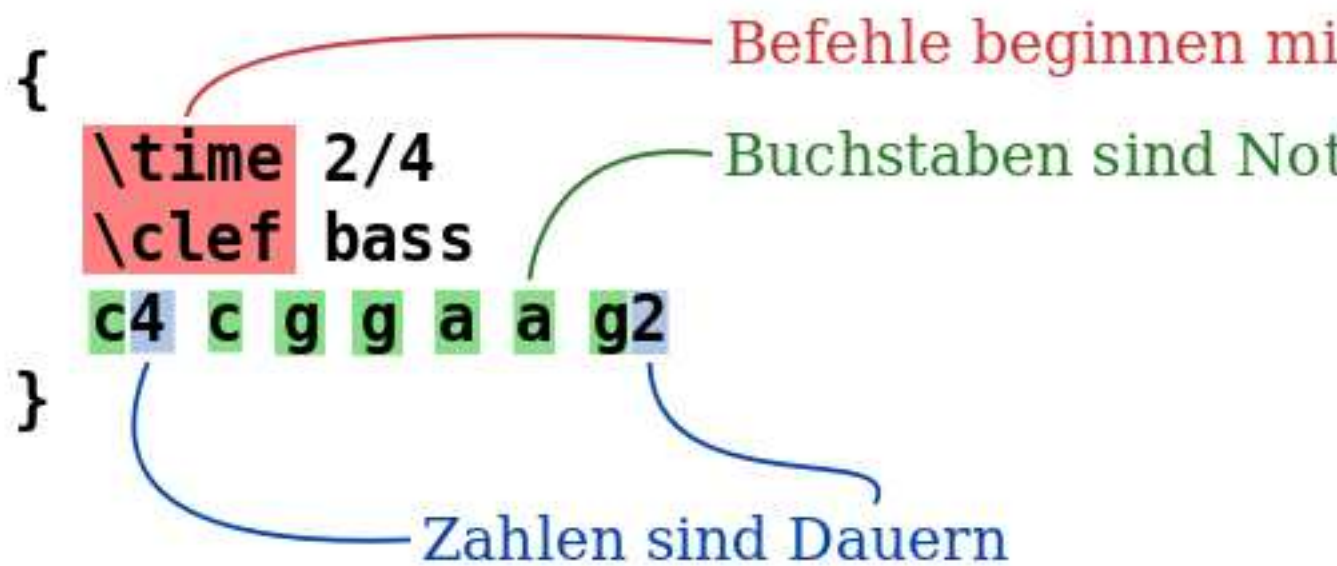 Befehle beginnen mi
{
\time 2/4
Buchstaben sind Not
\clef bass
c4 c g g a a g2
}
Zahlen sind Dauern